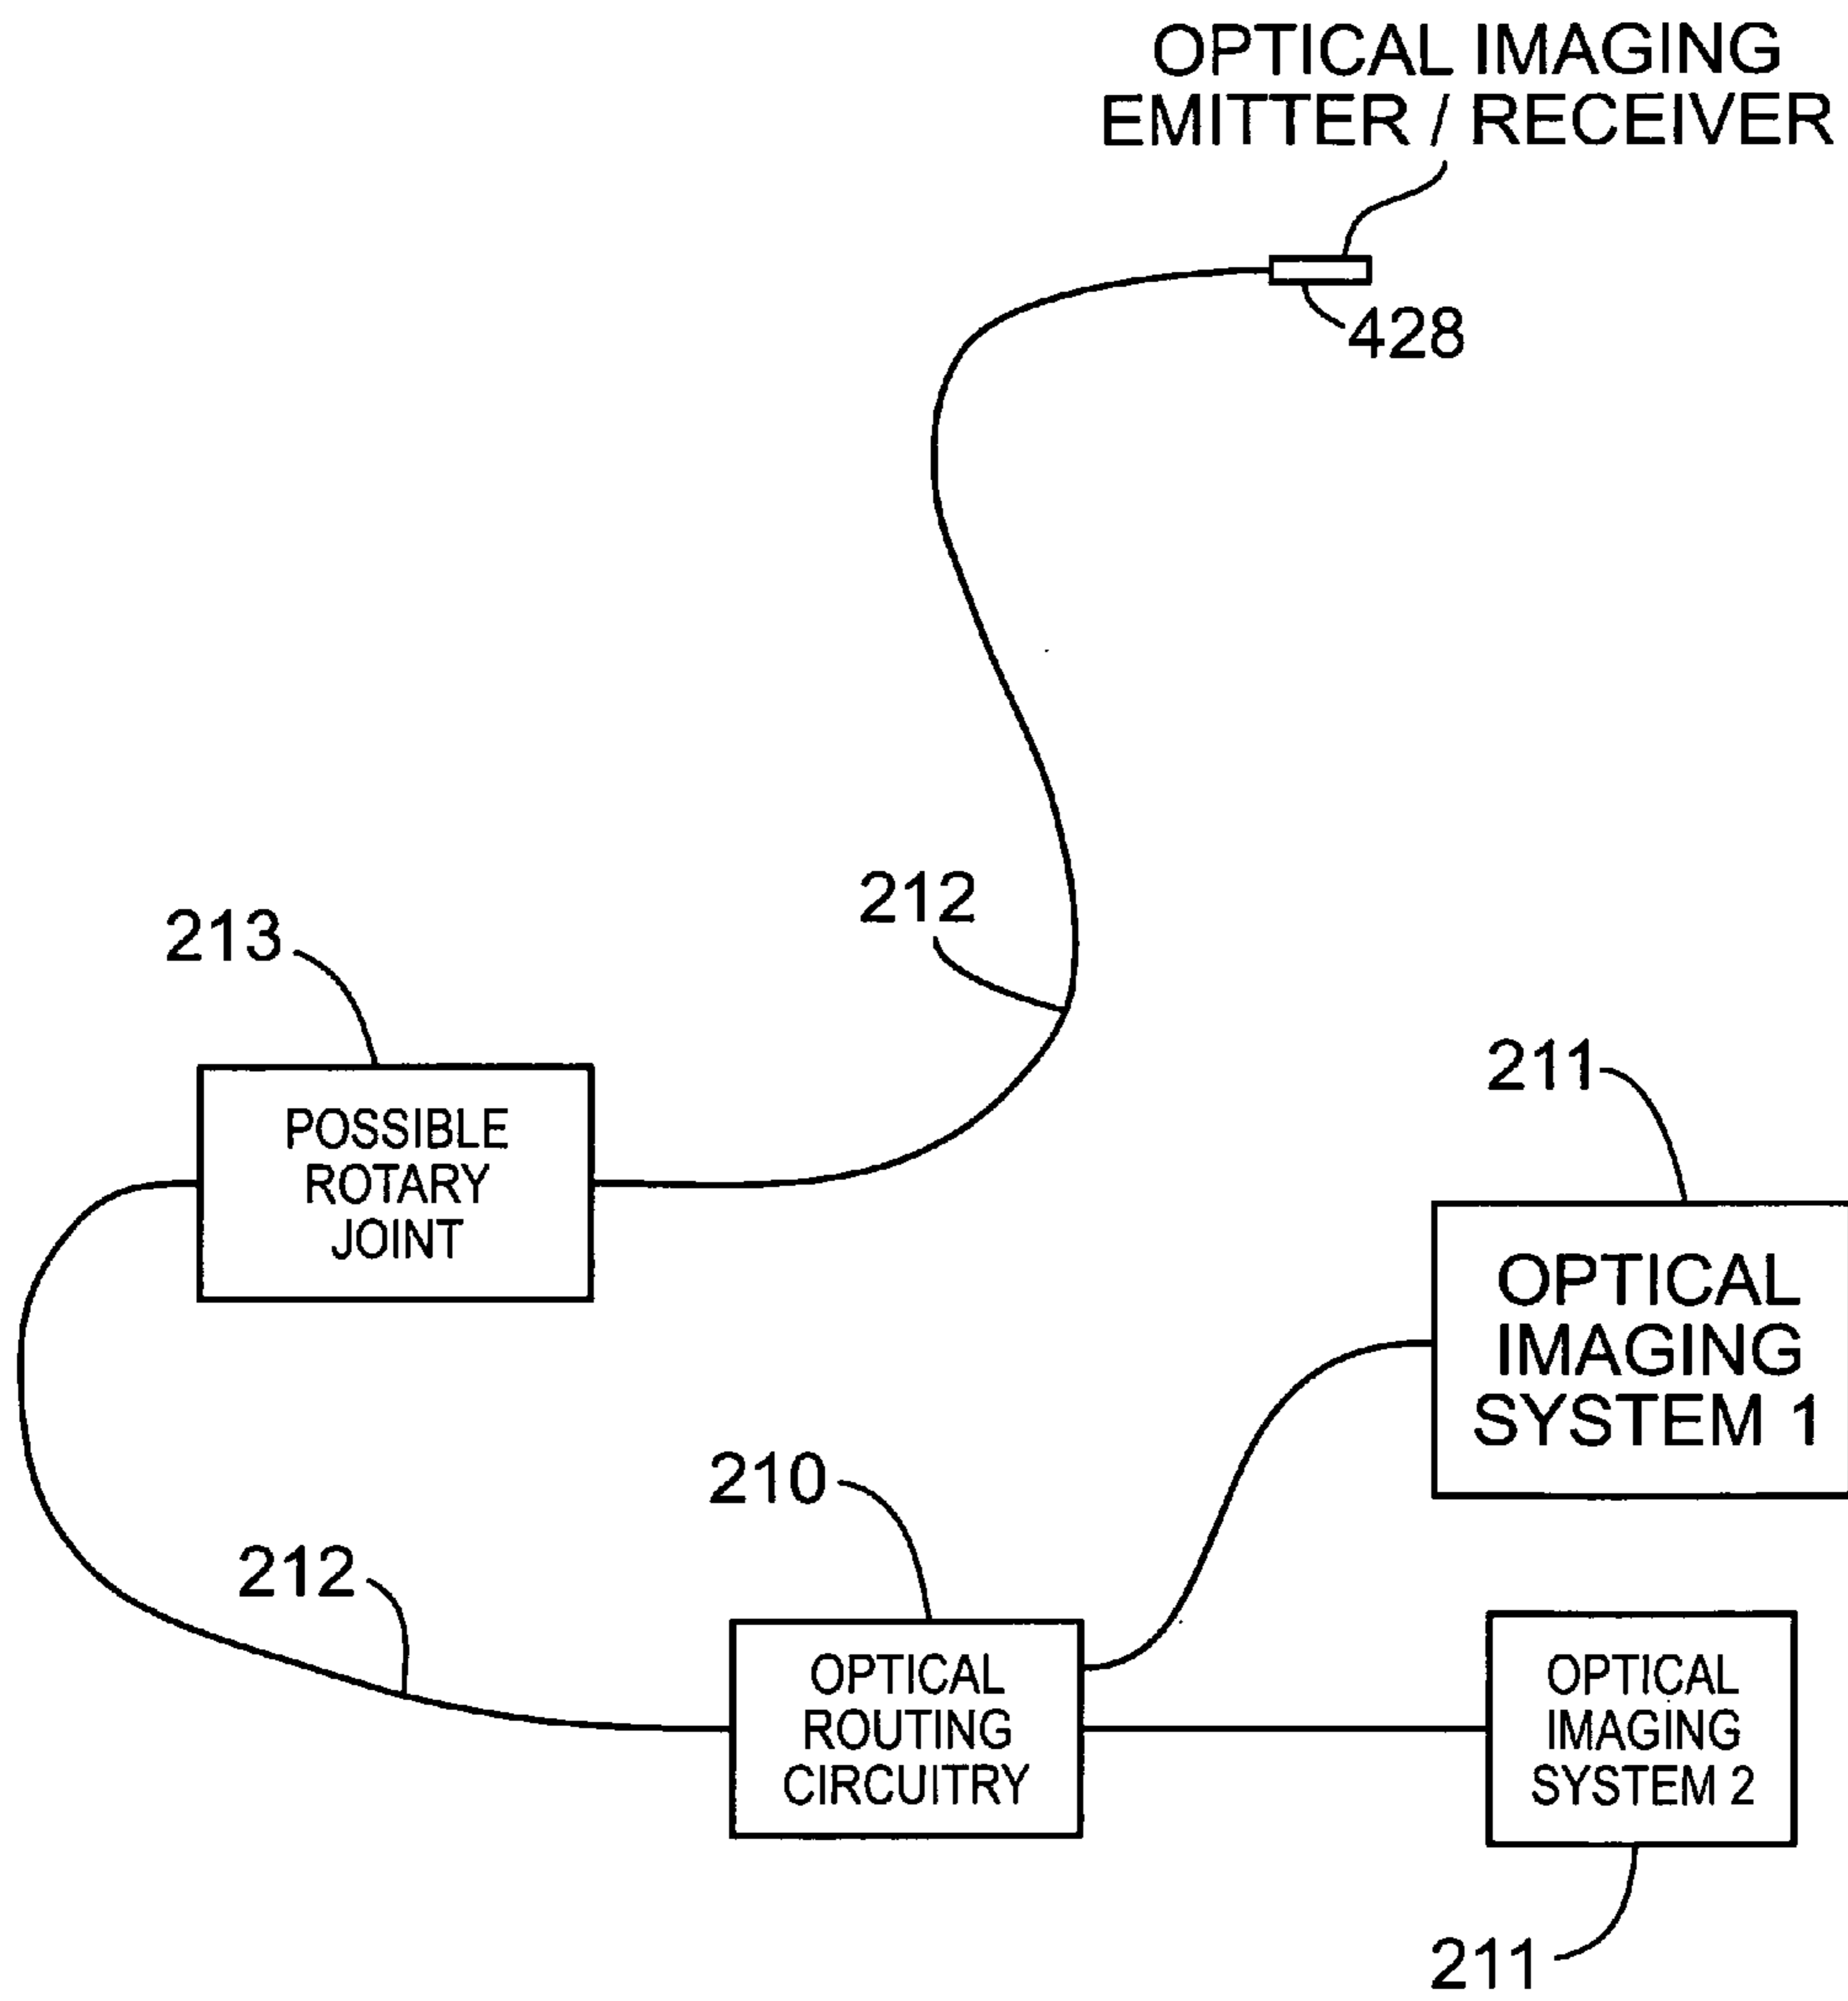 OPTICAL IMAGING
EMITTER / RECEIVER
428
212
213
POSSIBLE
ROTARY
JOINT
211
OPTICAL
IMAGING
SYSTEM 1
210
212
OPTICAL
ROUTING
CIRCUITRY
OPTICAL
IMAGING
SYSTEM 2
211